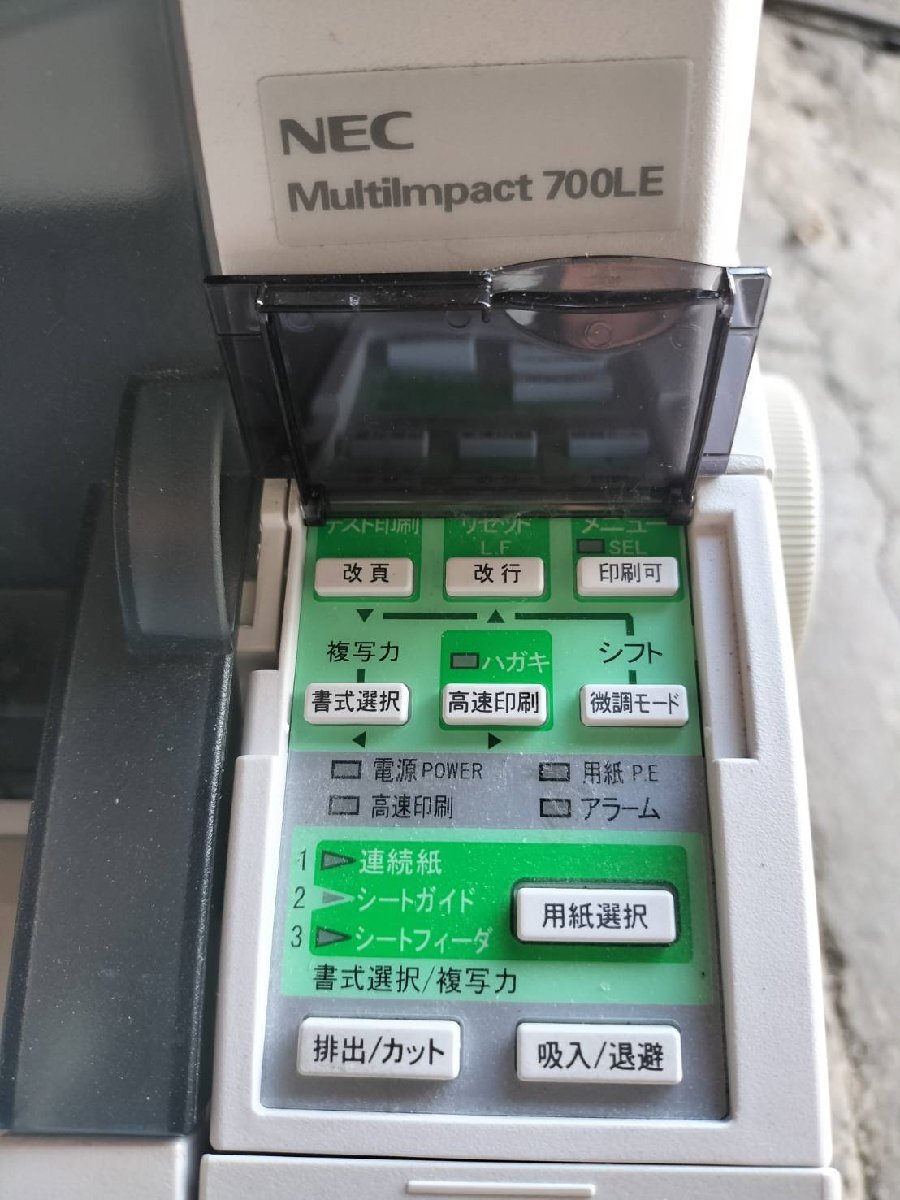 NEC
MultiImpact 700LE
テスト印刷 リセット メニュー
L.F SEL
改頁 改行 印刷可
複写力 ハガキ シフト
書式選択 高速印刷 微調モード
電源 POWER 用紙 P.E
高速印刷 アラーム
1 連続紙
2 シートガイド
用紙選択
3 シートフィーダ
書式選択/複写力
排出/カット 吸入/退避